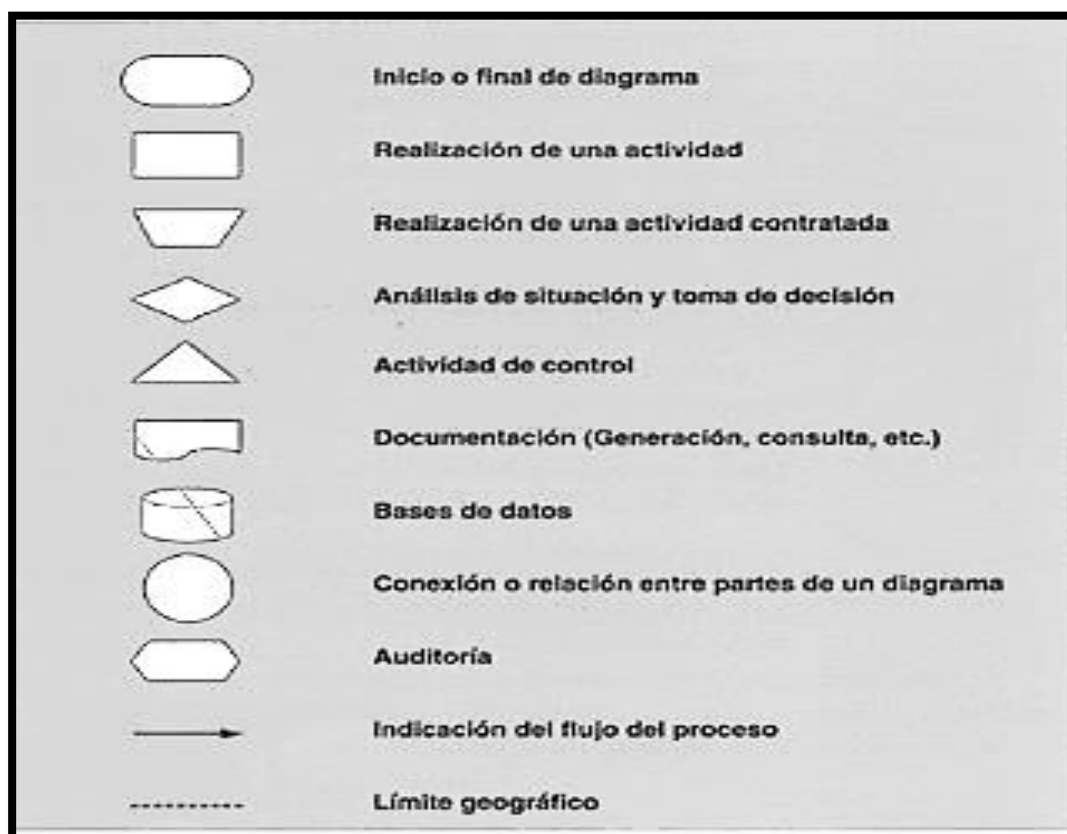 Inicio o final de diagrama
Realización de una actividad
Realización de una actividad contratada
Análisis de situación y toma de decisión
Actividad de control
Documentación (Generación, consulta, etc.)
Bases de datos
Conexión o relación entre partes de un diagrama
Auditoría
Indicación del flujo del proceso
Límite geográfico